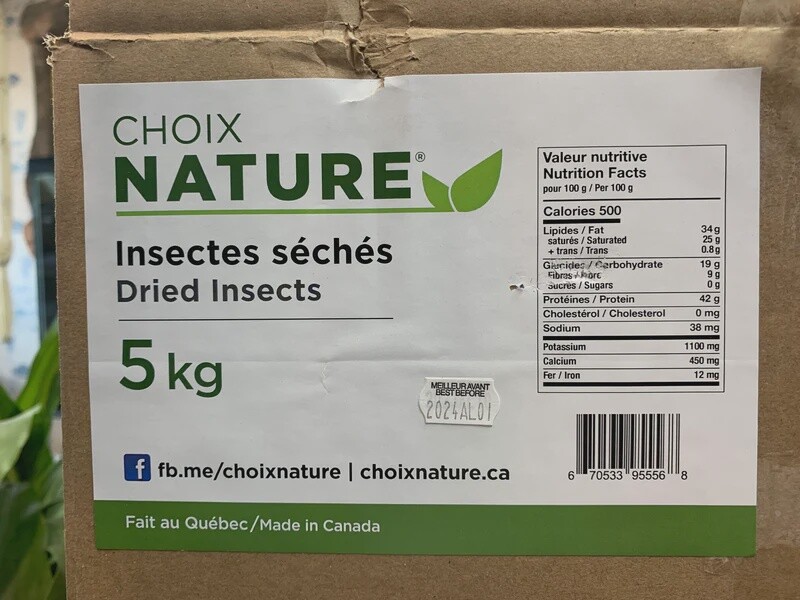 CHOIX
NATURE®
Insectes séchés
Dried Insects
5 kg
MEILLEUR AVANT
BEST BEFORE
2024AL01
fb.me/choixnature | choixnature.ca
Fait au Québec/Made in Canada
Valeur nutritive
Nutrition Facts
pour 100 g / Per 100 g
Calories 500
Lipides / Fat 34 g
saturés / Saturated 25 g
+ trans / Trans 0.8 g
Glucides / Carbohydrate 19 g
Fibres / 9 g
Sucres / Sugars 0 g
Protéines / Protein 42 g
Cholestérol / Cholesterol 0 mg
Sodium 38 mg
Potassium 1100 mg
Calcium 450 mg
Fer / Iron 12 mg
6 70533 95556 8